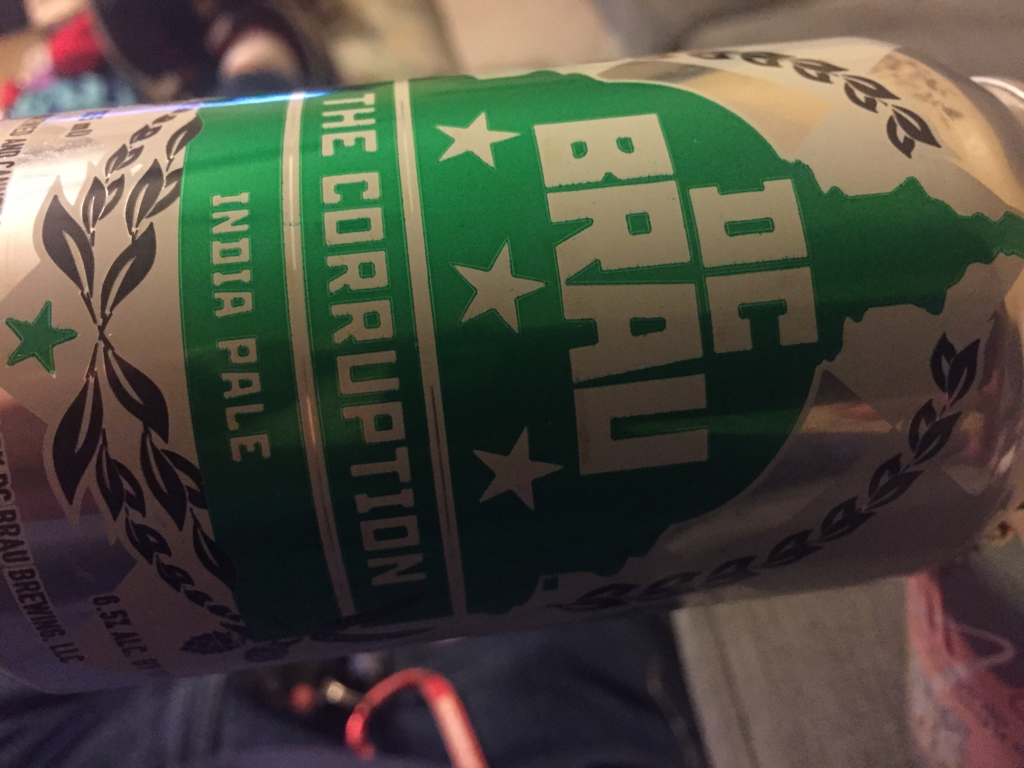 DC
BRAU
THE CORRUPTION
INDIA PALE
6.5% ALC
DC BRAU BREWING, LLC